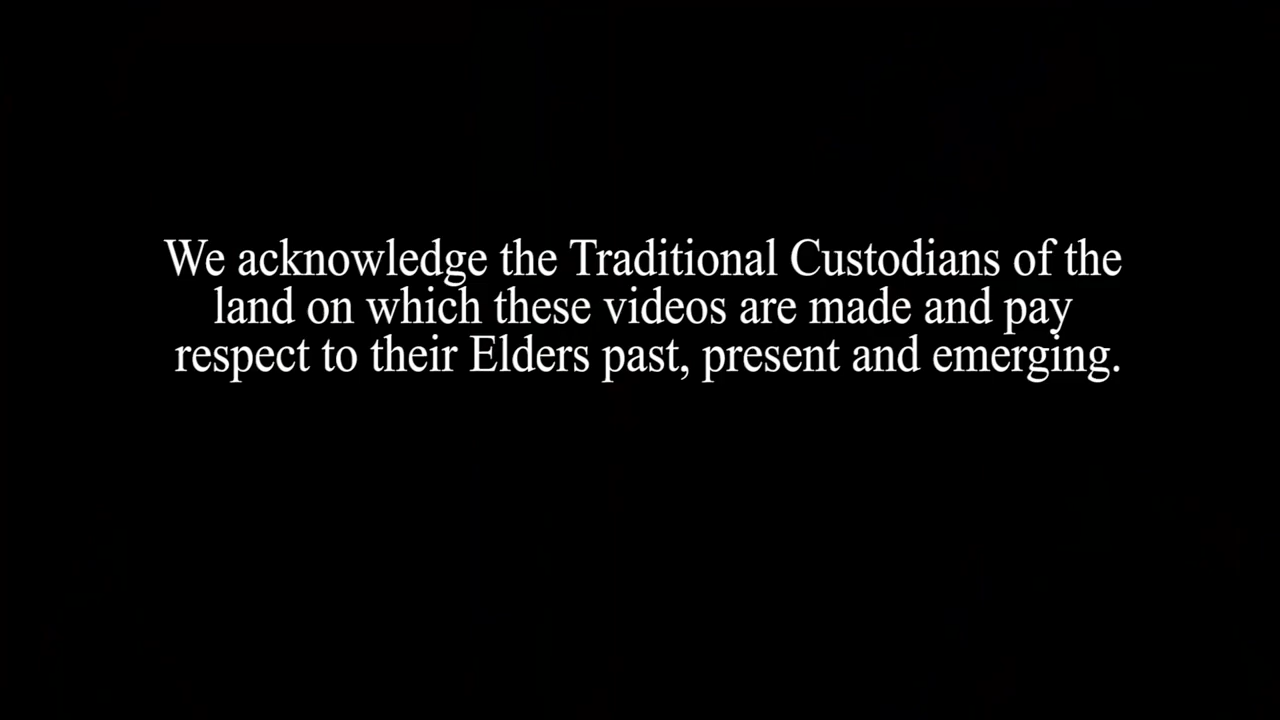 We acknowledge the Traditional Custodians of the
land on which these videos are made and pay
respect to their Elders past, present and emerging.